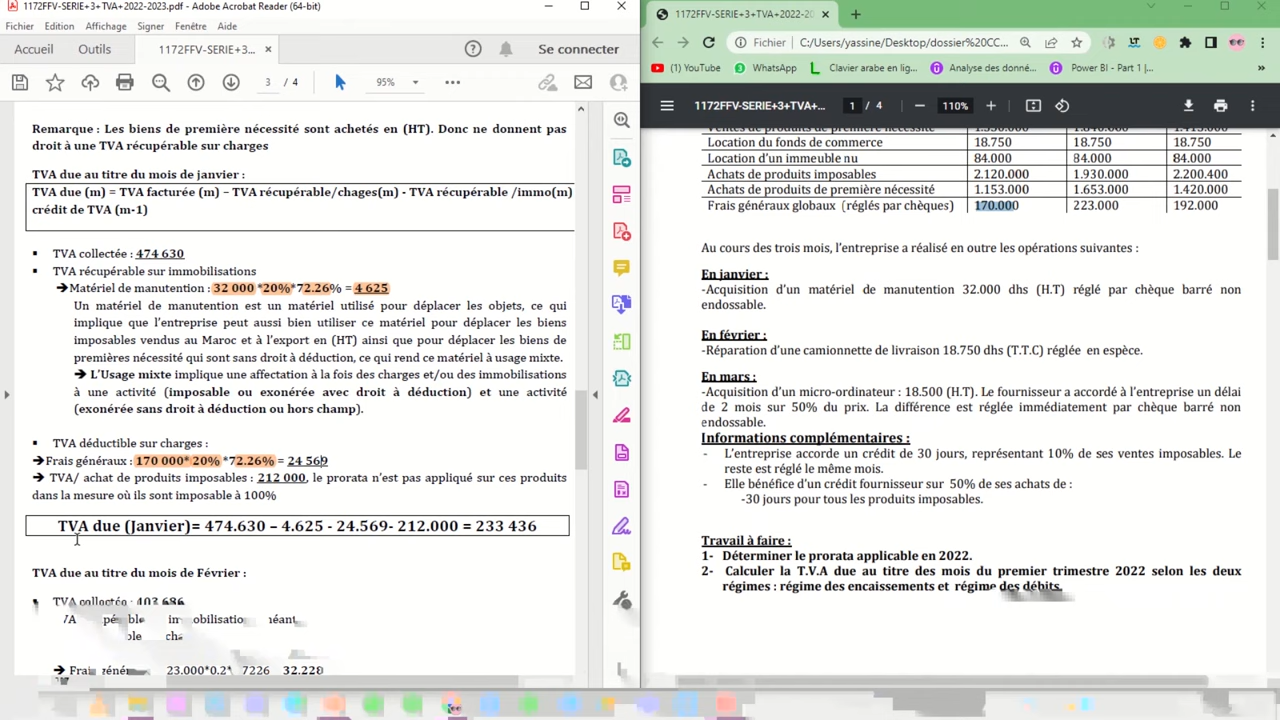 1172FFV-SERIE+3+TVA+2022-2023.pdf - Adobe Acrobat Reader (64-bit)
Fichier Edition Affichage Signer Fenêtre Aide
Accueil Outils 1172FFV-SERIE+3+... × Se connecter
3 / 4 95%
Remarque : Les biens de première nécessité sont achetés en (HT). Donc ne donnent pas
droit à une TVA récupérable sur charges
TVA due au titre du mois de janvier :
TVA due (m) = TVA facturée (m) – TVA récupérable/chages(m) - TVA récupérable /immo(m)
crédit de TVA (m-1)
▪ TVA collectée : 474 630
▪ TVA récupérable sur immobilisations
➔Matériel de manutention : 32 000 *20%*72.26% = 4 625
Un matériel de manutention est un matériel utilisé pour déplacer les objets, ce qui
implique que l'entreprise peut aussi bien utiliser ce matériel pour déplacer les biens
imposables vendus au Maroc et à l'export en (HT) ainsi que pour déplacer les biens de
premières nécessité qui sont sans droit à déduction, ce qui rend ce matériel à usage mixte.
➔ L'Usage mixte implique une affectation à la fois des charges et/ou des immobilisations
à une activité (imposable ou exonérée avec droit à déduction) et une activité
(exonérée sans droit à déduction ou hors champ).
▪ TVA déductible sur charges :
➔Frais généraux : 170 000*20% *72.26% = 24 569
➔ TVA/ achat de produits imposables : 212 000, le prorata n'est pas appliqué sur ces produits
dans la mesure où ils sont imposable à 100%
TVA due (Janvier)= 474.630 – 4.625 - 24.569- 212.000 = 233 436
TVA due au titre du mois de Février :
TVA collectée : 403 686
32.228
1172FFV-SERIE+3+TVA+2022-20 ×
Fichier C:/Users/yassine/Desktop/dossier%20CC...
(1) YouTube WhatsApp Clavier arabe en lig... Analyse des donné... Power BI - Part 1 |... »
1172FFV-SERIE+3+TVA+... 1 / 4 110%
Ventes de produits de première nécessité 1.840.000
Location du fonds de commerce 18.750 18.750 18.750
Location d'un immeuble nu 84.000 84.000 84.000
Achats de produits imposables 2.120.000 1.930.000 2.200.400
Achats de produits de première nécessité 1.153.000 1.653.000 1.420.000
Frais généraux globaux (réglés par chèques) 170.000 223.000 192.000
Au cours des trois mois, l'entreprise a réalisé en outre les opérations suivantes :
En janvier :
-Acquisition d'un matériel de manutention 32.000 dhs (H.T) réglé par chèque barré non
endossable.
En février :
-Réparation d'une camionnette de livraison 18.750 dhs (T.T.C) réglée en espèce.
En mars :
-Acquisition d'un micro-ordinateur : 18.500 (H.T). Le fournisseur a accordé à l'entreprise un délai
de 2 mois sur 50% du prix. La différence est réglée immédiatement par chèque barré non
endossable.
Informations complémentaires :
- L'entreprise accorde un crédit de 30 jours, représentant 10% de ses ventes imposables. Le
reste est réglé le même mois.
- Elle bénéfice d'un crédit fournisseur sur 50% de ses achats de :
-30 jours pour tous les produits imposables.
Travail à faire :
1- Déterminer le prorata applicable en 2022.
2- Calculer la T.V.A due au titre des mois du premier trimestre 2022 selon les deux
régimes : régime des encaissements et régime des débits.